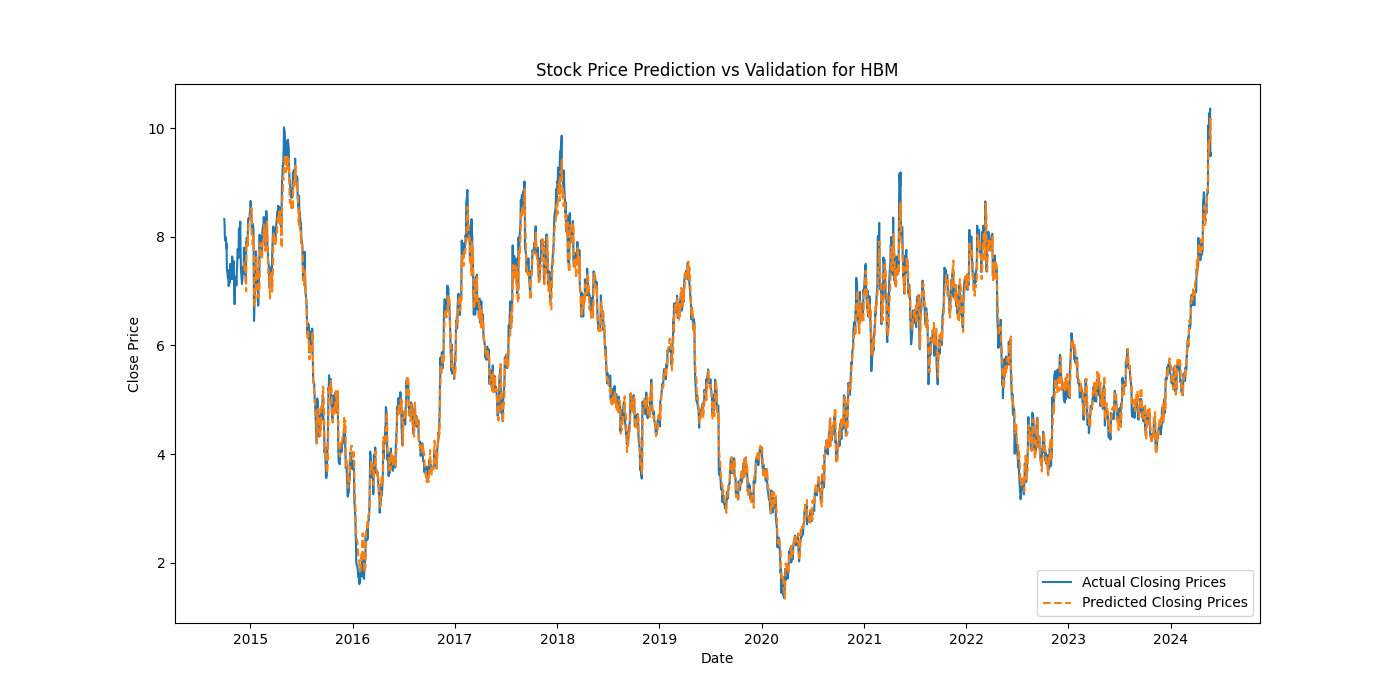 Stock Price Prediction vs Validation for HBM
Close Price
10
8
6
4
2
2015 2016 2017 2018 2019 2020 2021 2022 2023 2024
Date
Actual Closing Prices
Predicted Closing Prices